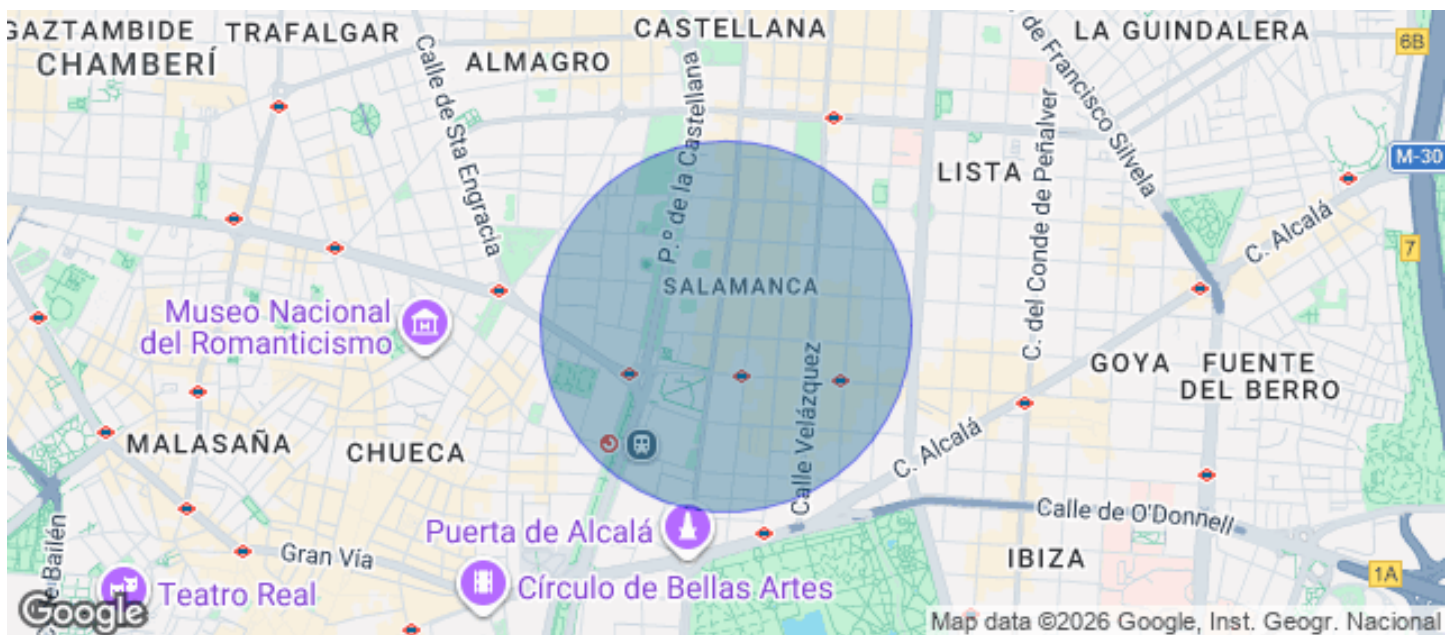 GAZTAMBIDE
TRAFALGAR
CASTELLANA
LA GUINDALERA
6B
CHAMBERÍ
ALMAGRO
Calle de Sta Engracia
P.º de la Castellana
de Francisco Silvela
M-30
LISTA
C. del Conde de Peñalver
C. Alcalá
7
SALAMANCA
Museo Nacional
del Romanticismo
Calle Velázquez
GOYA
FUENTE
DEL BERRO
MALASAÑA
CHUECA
C. Alcalá
Puerta de Alcalá
Calle de O'Donnell
Bailén
Gran Vía
IBIZA
Teatro Real
Círculo de Bellas Artes
1A
Google
Map data ©2026 Google, Inst. Geogr. Nacional